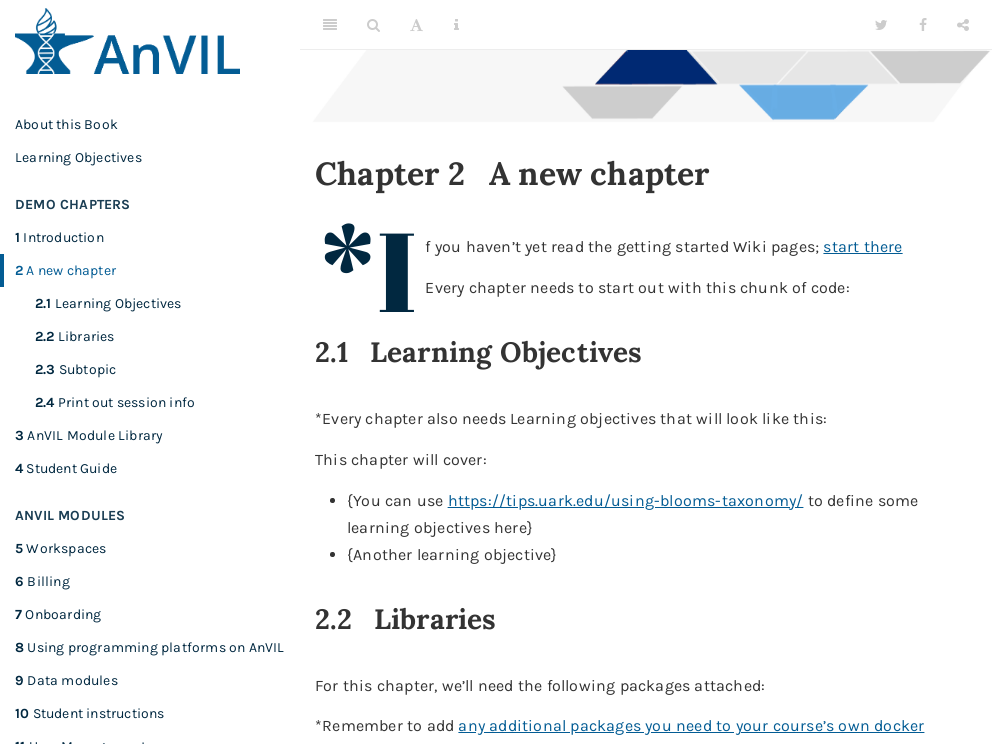 AnVIL
About this Book
Learning Objectives
DEMO CHAPTERS
1 Introduction
2 A new chapter
2.1 Learning Objectives
2.2 Libraries
2.3 Subtopic
2.4 Print out session info
3 AnVIL Module Library
4 Student Guide
ANVIL MODULES
5 Workspaces
6 Billing
7 Onboarding
8 Using programming platforms on AnVIL
9 Data modules
10 Student instructions
Chapter 2 A new chapter
*If you haven’t yet read the getting started Wiki pages; start there
Every chapter needs to start out with this chunk of code:
2.1 Learning Objectives
*Every chapter also needs Learning objectives that will look like this:
This chapter will cover:
• {You can use https://tips.uark.edu/using-blooms-taxonomy/ to define some
learning objectives here}
• {Another learning objective}
2.2 Libraries
For this chapter, we’ll need the following packages attached:
*Remember to add any additional packages you need to your course’s own docker